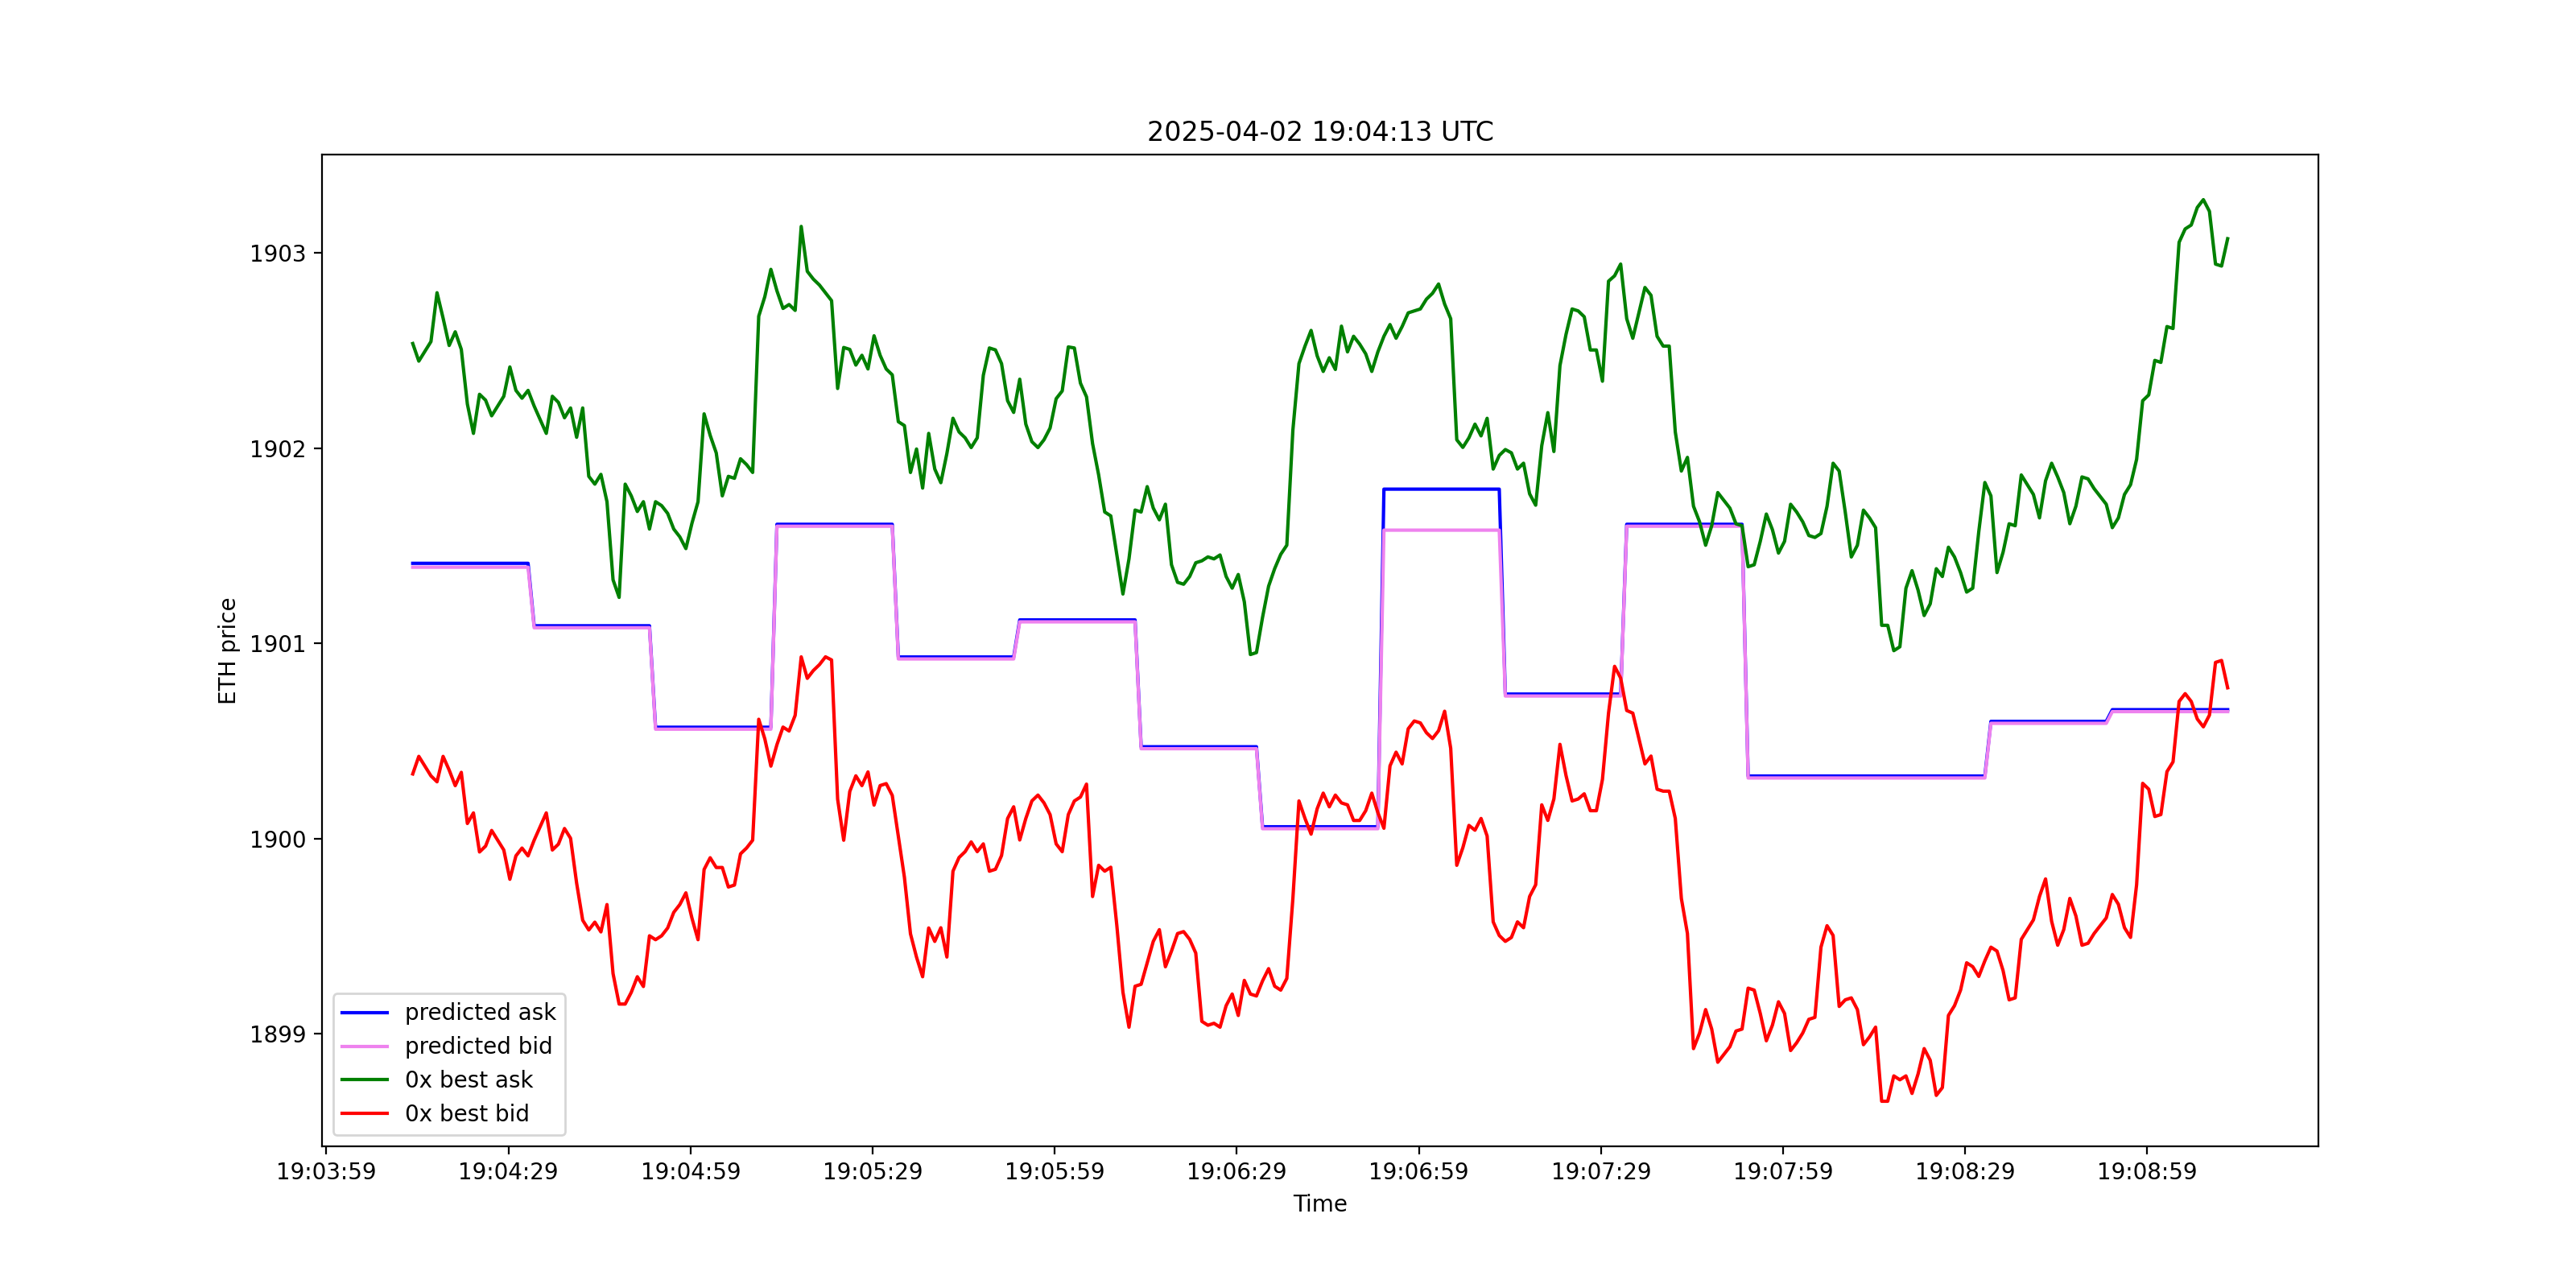 2025-04-02 19:04:13 UTC
ETH price
1903
1902
1901
1900
1899
predicted ask
predicted bid
0x best ask
0x best bid
19:03:59 19:04:29 19:04:59 19:05:29 19:05:59 19:06:29 19:06:59 19:07:29 19:07:59 19:08:29 19:08:59
Time